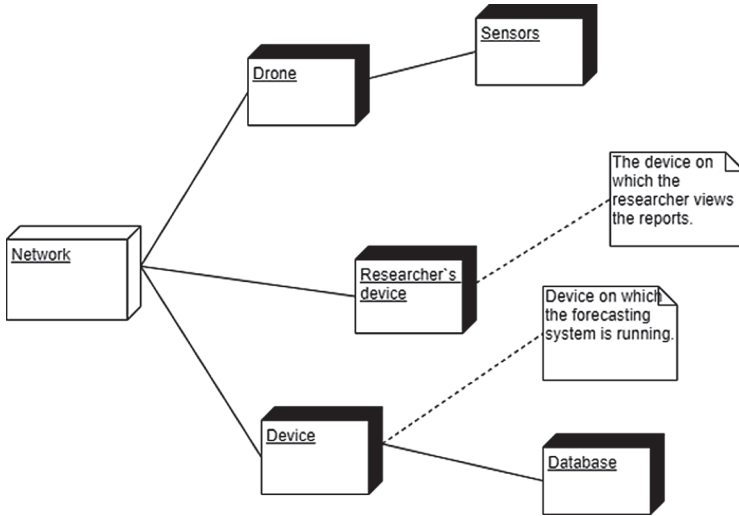 Sensors
Drone
The device on
which the
researcher views
the reports.
Network
Researcher`s
device
Device on which
the forecasting
system is running.
Device
Database